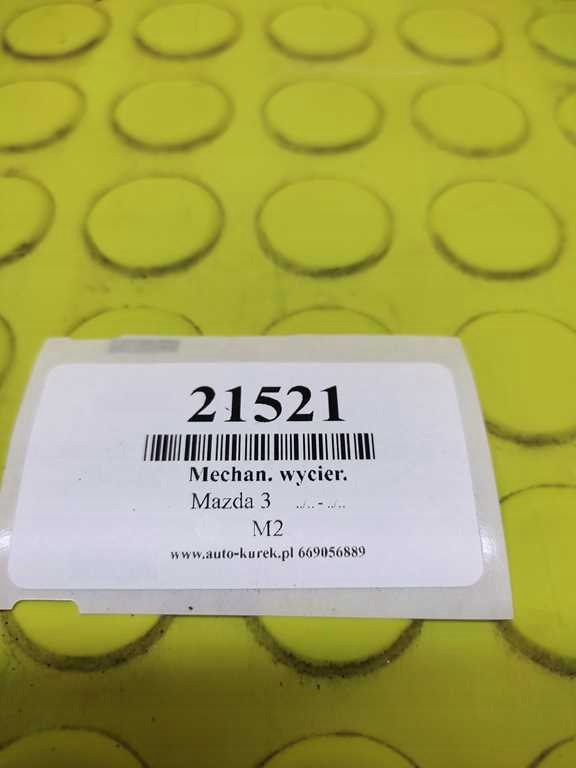 21521
Mechan. wycier.
Mazda 3 ../.. - ../..
M2
www.auto-kurek.pl 669056889